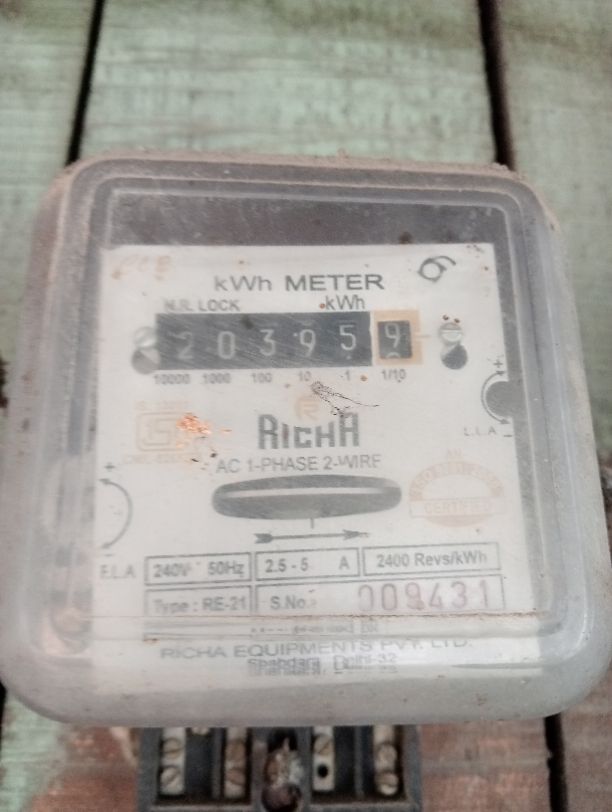 kWh METER
N.R. LOCK kWh
2 0 3 9 5 9
10000 1000 100 10 1 1/10
RICHA
AC 1-PHASE 2-WIRE
L.L.A
CERTIFIED
F.L.A
240V 50Hz 2.5 - 5 A 2400 Revs/kWh
Type : RE-21 S.No. 009431
RICHA EQUIPMENTS PVT. LTD.
Delhi-32